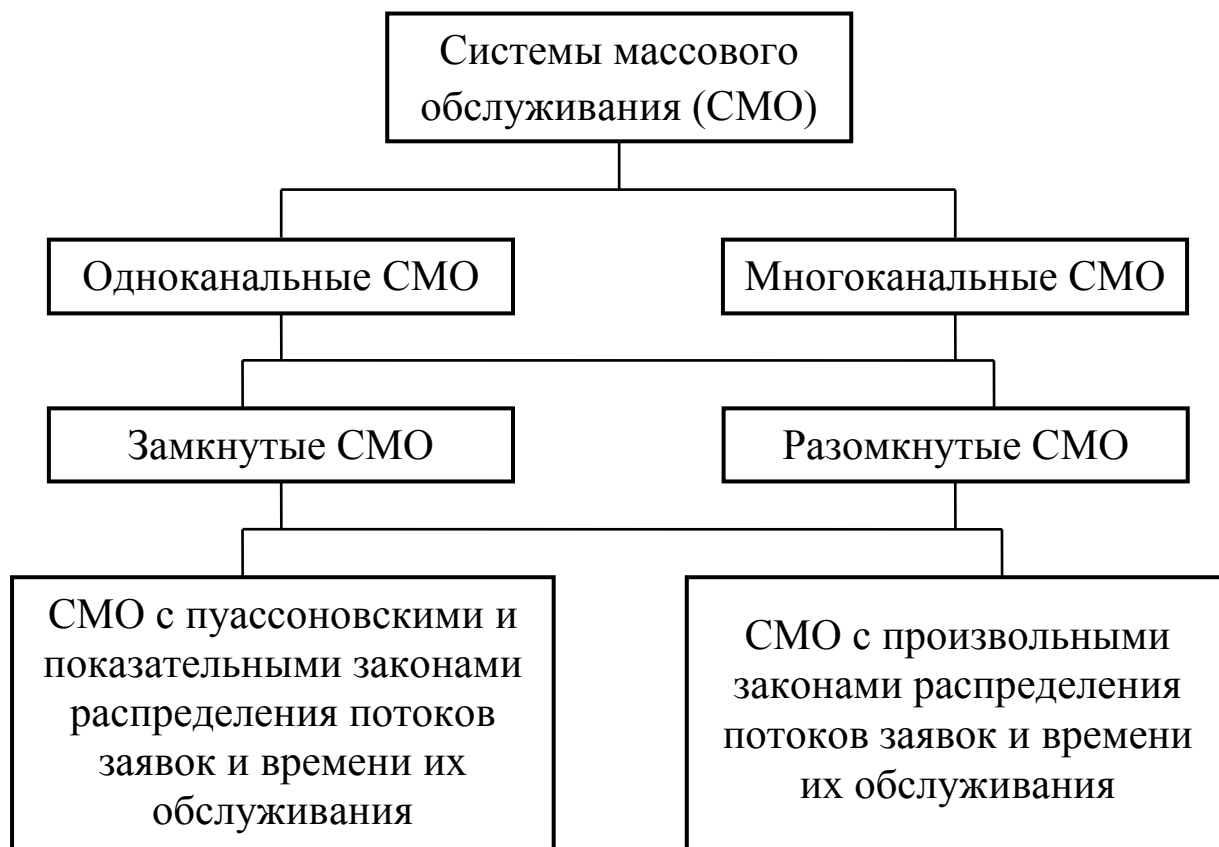 Системы массового
обслуживания (СМО)
Одноканальные СМО
Многоканальные СМО
Замкнутые СМО
Разомкнутые СМО
СМО с пуассоновскими и
показательными законами
распределения потоков
заявок и времени их
обслуживания
СМО с произвольными
законами распределения
потоков заявок и времени
их обслуживания